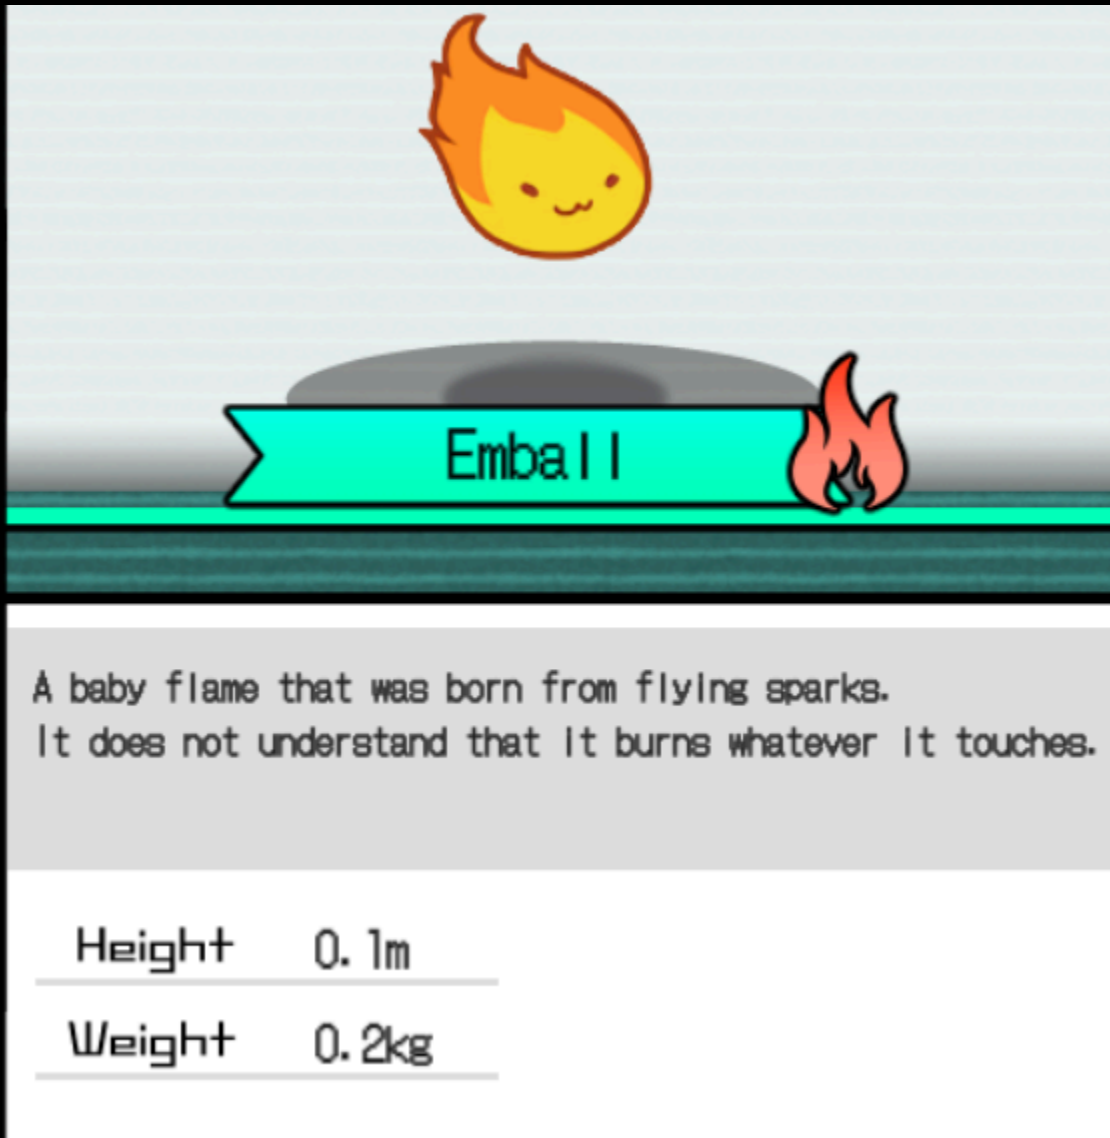 Emball
A baby flame that was born from flying sparks.
It does not understand that it burns whatever it touches.
Height 0.1m
Weight 0.2kg